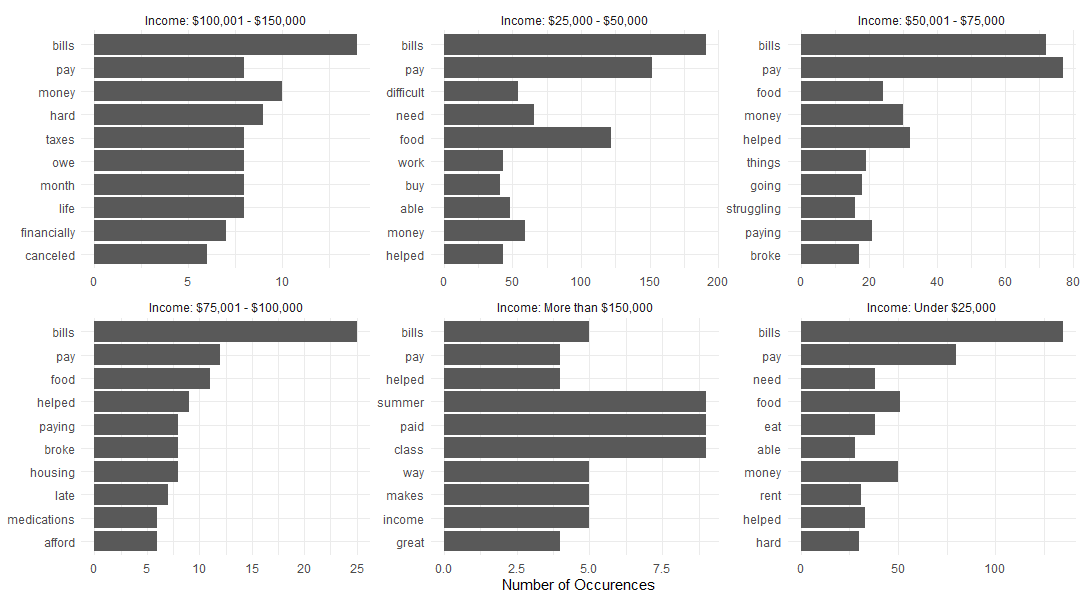 Income: $100,001 - $150,000
bills
pay
money
hard
taxes
owe
month
life
financially
canceled
0 5 10
Income: $25,000 - $50,000
bills
pay
difficult
need
food
work
buy
able
money
helped
0 50 100 150 200
Income: $50,001 - $75,000
bills
pay
food
money
helped
things
going
struggling
paying
broke
0 20 40 60 80
Income: $75,001 - $100,000
bills
pay
food
helped
paying
broke
housing
late
medications
afford
0 5 10 15 20 25
Income: More than $150,000
bills
pay
helped
summer
paid
class
way
makes
income
great
0.0 2.5 5.0 7.5
Income: Under $25,000
bills
pay
need
food
eat
able
money
rent
helped
hard
0 50 100
Number of Occurences